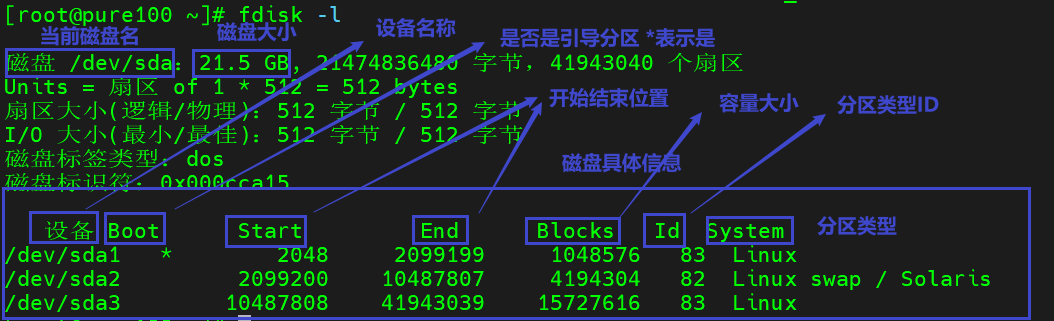 [root@pure100 ~]# fdisk -l
当前磁盘名 磁盘大小 设备名称 是否是引导分区 *表示是
磁盘 /dev/sda：21.5 GB, 21474836480 字节，41943040 个扇区
Units = 扇区 of 1 * 512 = 512 bytes
开始结束位置 容量大小 分区类型ID
扇区大小(逻辑/物理)：512 字节 / 512 字节
I/O 大小(最小/最佳)：512 字节 / 512 字节
磁盘标签类型：dos
磁盘具体信息
磁盘标识符：0x000cca15
设备 Boot Start End Blocks Id System 分区类型
/dev/sda1 * 2048 2099199 1048576 83 Linux
/dev/sda2 2099200 10487807 4194304 82 Linux swap / Solaris
/dev/sda3 10487808 41943039 15727616 83 Linux